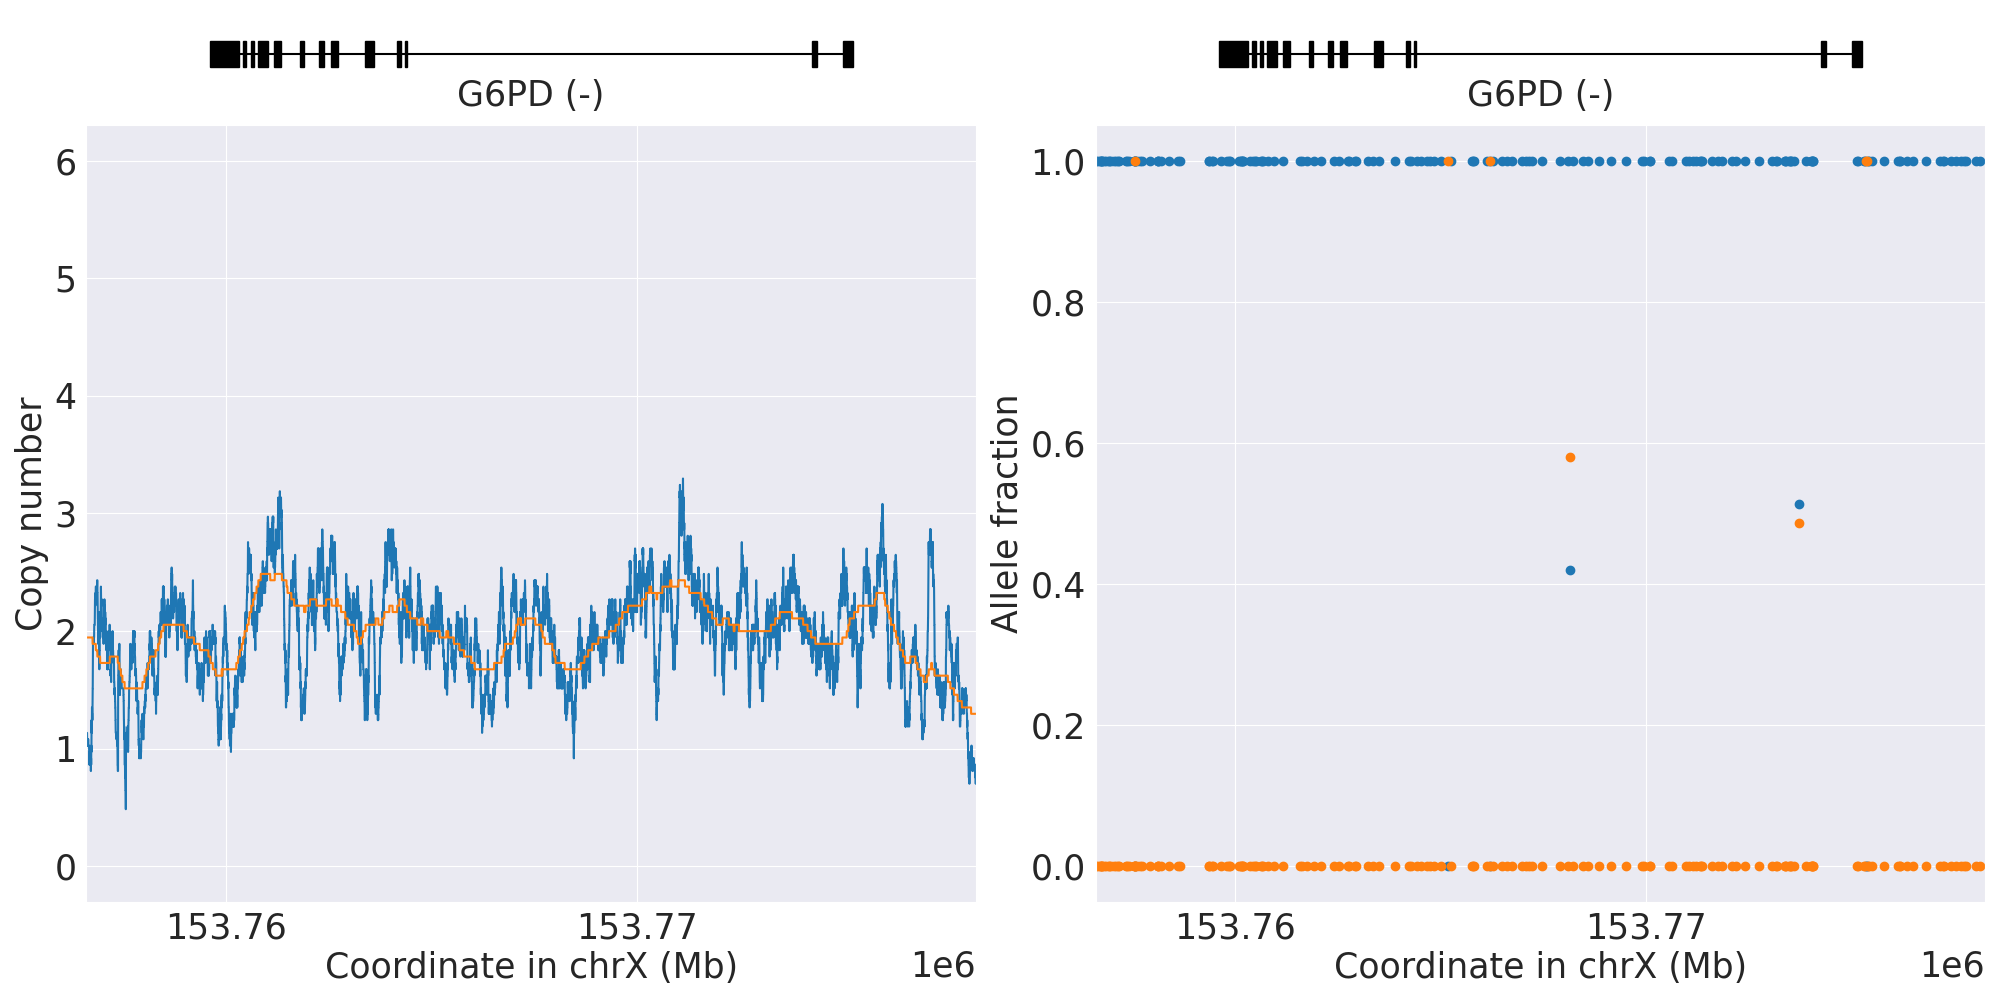 G6PD (-)
6
5
4
3
2
1
0
Copy number
153.76
153.77
Coordinate in chrX (Mb)
1e6
G6PD (-)
1.0
0.8
0.6
0.4
0.2
0.0
Allele fraction
153.76
153.77
Coordinate in chrX (Mb)
1e6